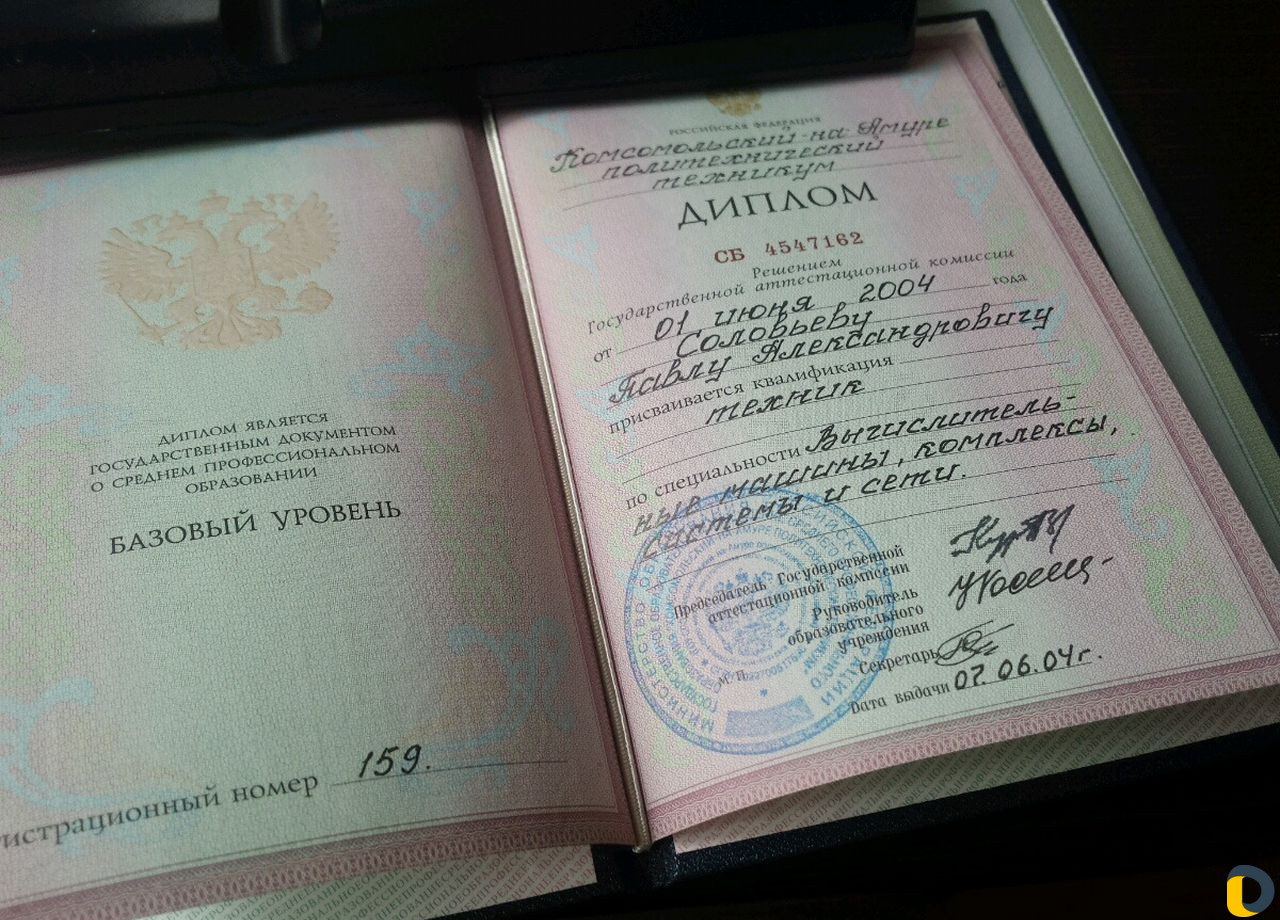 ДИПЛОМ ЯВЛЯЕТСЯ
ГОСУДАРСТВЕННЫМ ДОКУМЕНТОМ
О СРЕДНЕМ ПРОФЕССИОНАЛЬНОМ
ОБРАЗОВАНИИ
БАЗОВЫЙ УРОВЕНЬ
истрационный номер 159.
РОССИЙСКАЯ ФЕДЕРАЦИЯ
Комсомольский-на-Амуре
политехнический
техникум
ДИПЛОМ
СБ 4547162
Решением
Государственной аттестационной комиссии
от 01 июня 2004 года
Соловьеву
Павлу Александровичу
присваивается квалификация
техник
по специальности Вычислитель-
ные машины, комплексы,
системы и сети.
Председатель Государственной
аттестационной комиссии
Руководитель
образовательного
учреждения
Секретарь
Дата выдачи 07.06.04г.